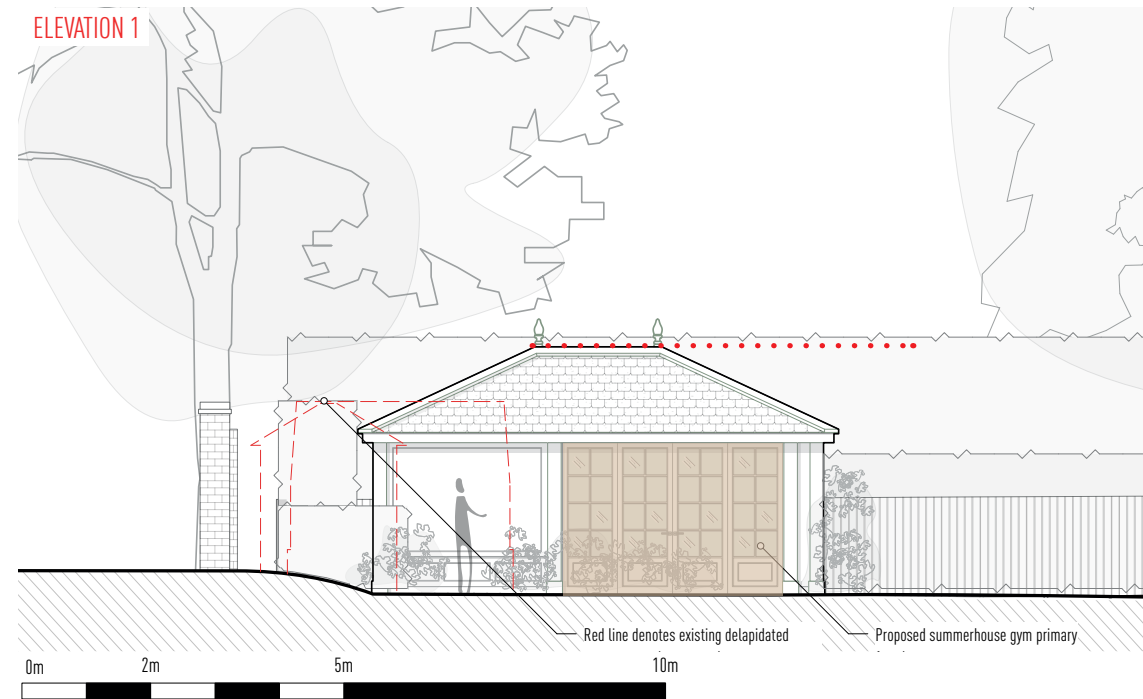 ELEVATION 1
Red line denotes existing delapidated
Proposed summerhouse gym primary
0m 2m 5m 10m